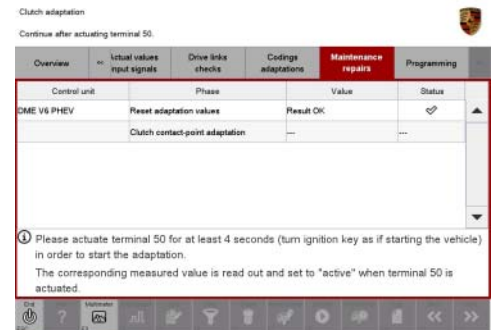 Clutch adaptation
Continue after actuating terminal 50.
Overview
Actual values
input signals
Drive links
checks
Codings
adaptations
Maintenance
repairs
Programming
Control unit Phase Value Status
DME V6 PHEV Reset adaptation values Result OK
Clutch contact-point adaptation --- ---
Please actuate terminal 50 for at least 4 seconds (turn ignition key as if starting the vehicle)
in order to start the adaptation.
The corresponding measured value is read out and set to "active" when terminal 50 is
actuated.
End Multimeter
? << >>